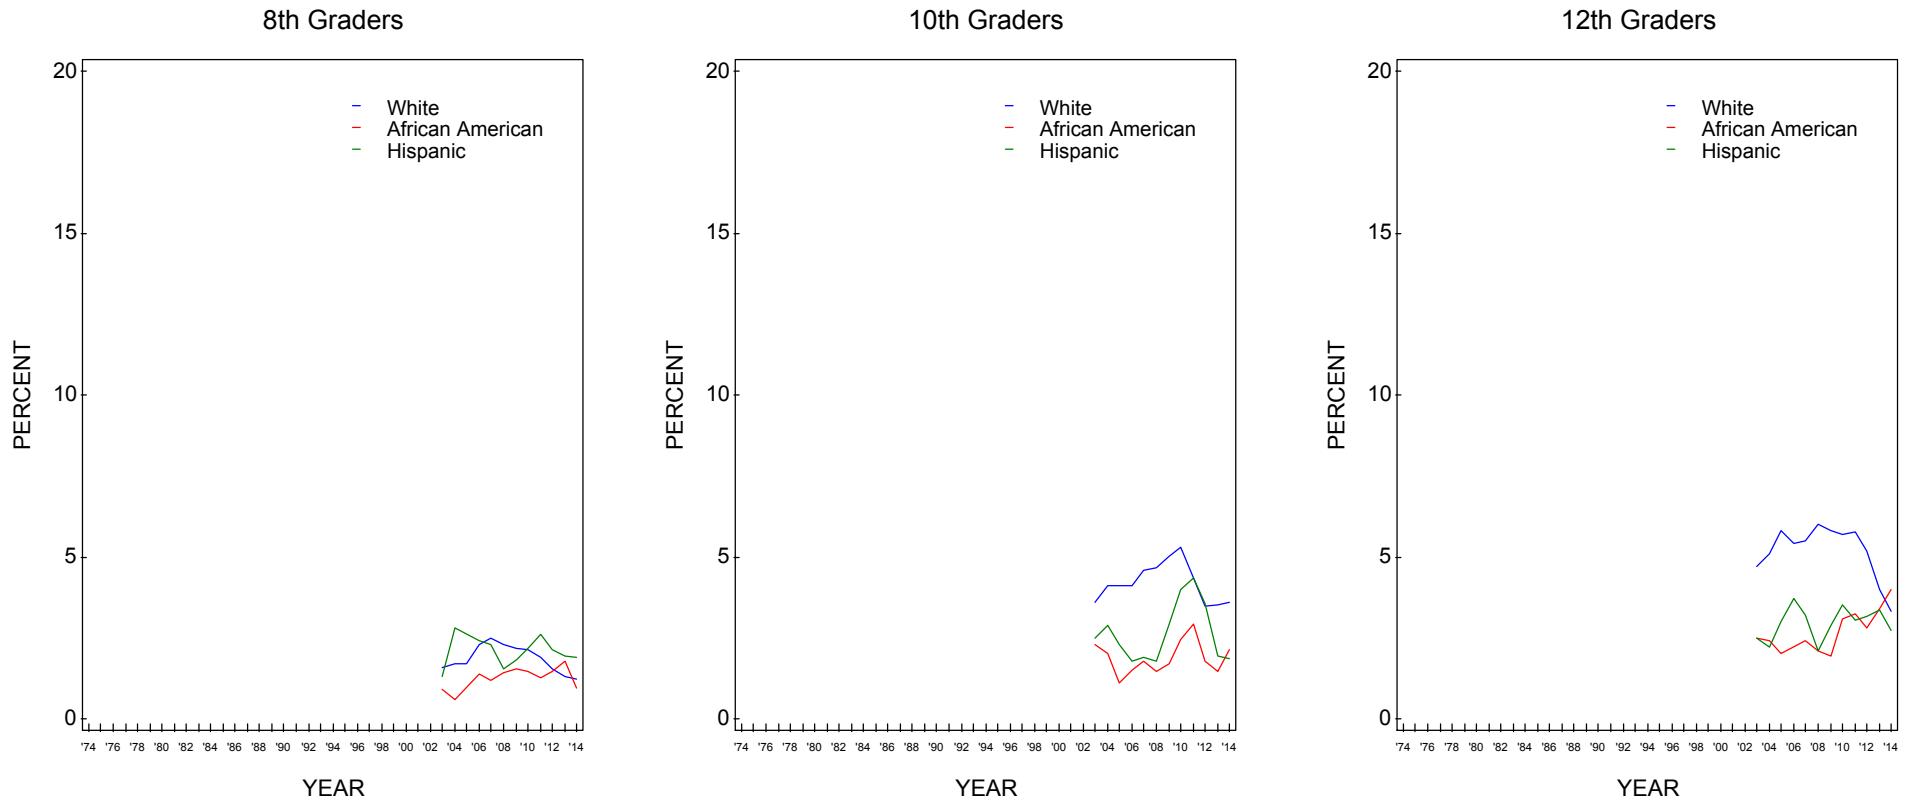 8th Graders
20
15
10
5
0
PERCENT
White
African American
Hispanic
'74 '76 '78 '80 '82 '84 '86 '88 '90 '92 '94 '96 '98 '00 '02 '04 '06 '08 '10 '12 '14
YEAR
10th Graders
20
15
10
5
0
PERCENT
White
African American
Hispanic
'74 '76 '78 '80 '82 '84 '86 '88 '90 '92 '94 '96 '98 '00 '02 '04 '06 '08 '10 '12 '14
YEAR
12th Graders
20
15
10
5
0
PERCENT
White
African American
Hispanic
'74 '76 '78 '80 '82 '84 '86 '88 '90 '92 '94 '96 '98 '00 '02 '04 '06 '08 '10 '12 '14
YEAR